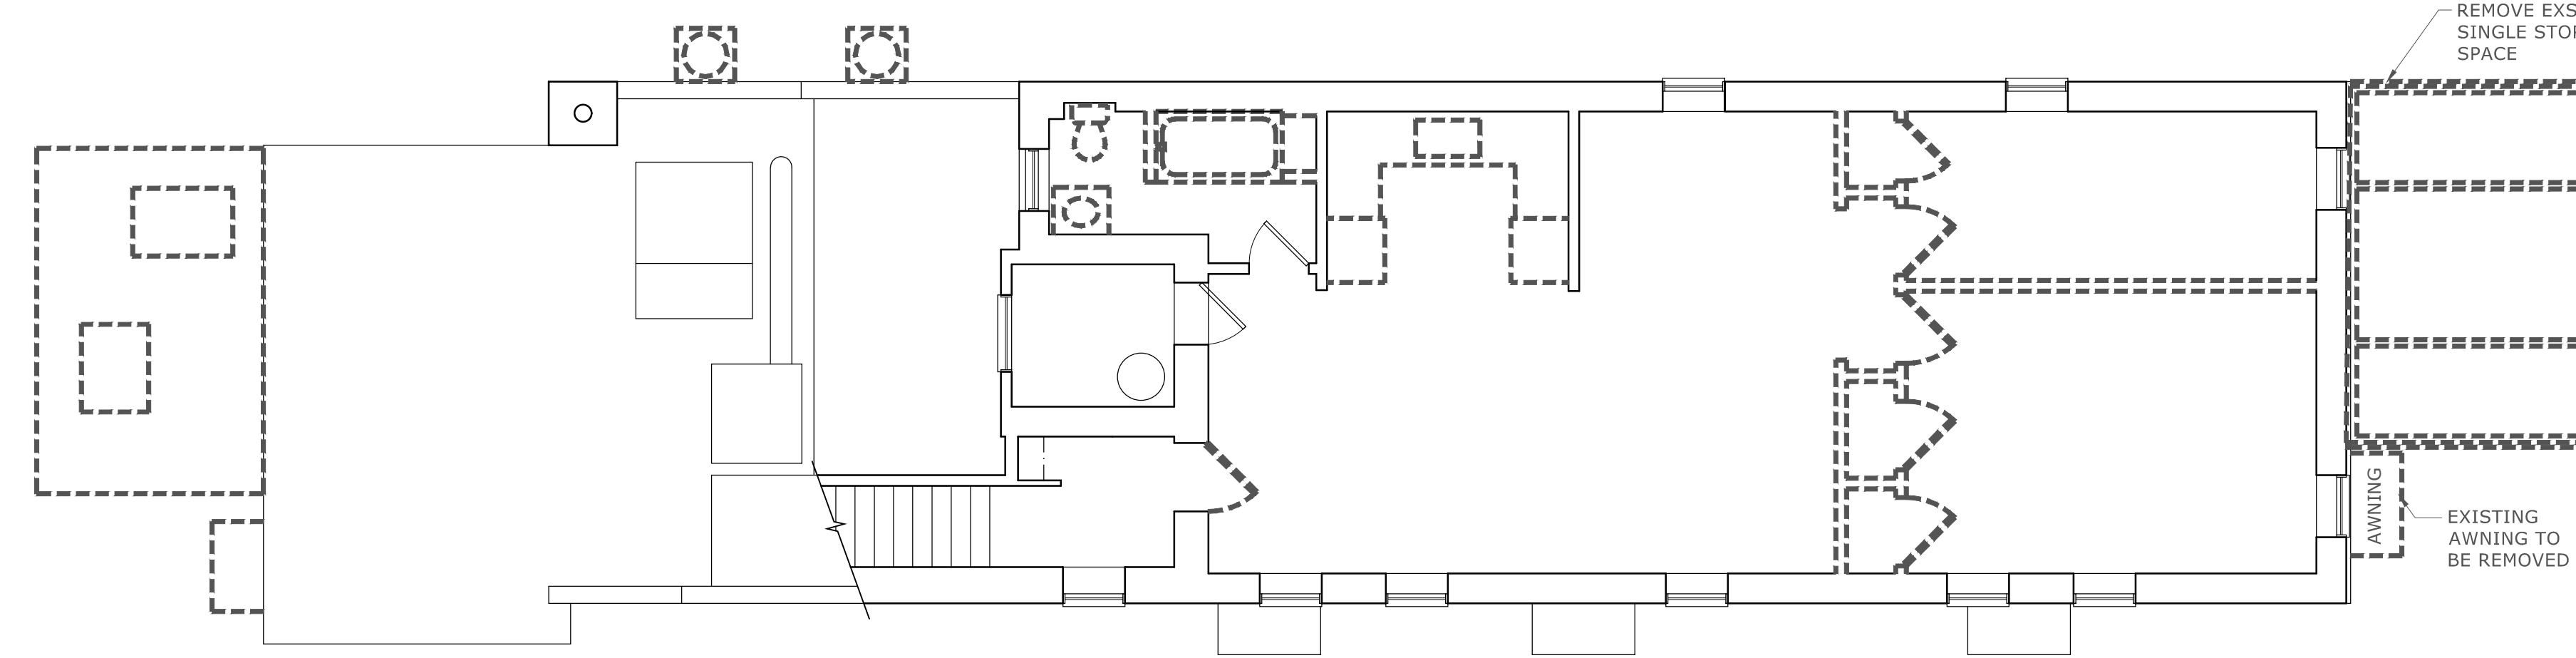 REMOVE EXS
SINGLE STOR
SPACE
AWNING
EXISTING
AWNING TO
BE REMOVED